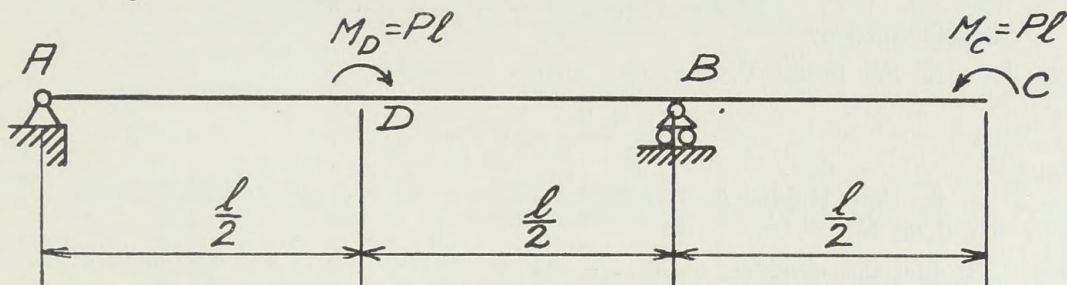 M_D=Pℓ M_C=Pℓ
A B C
D
ℓ/2 ℓ/2 ℓ/2